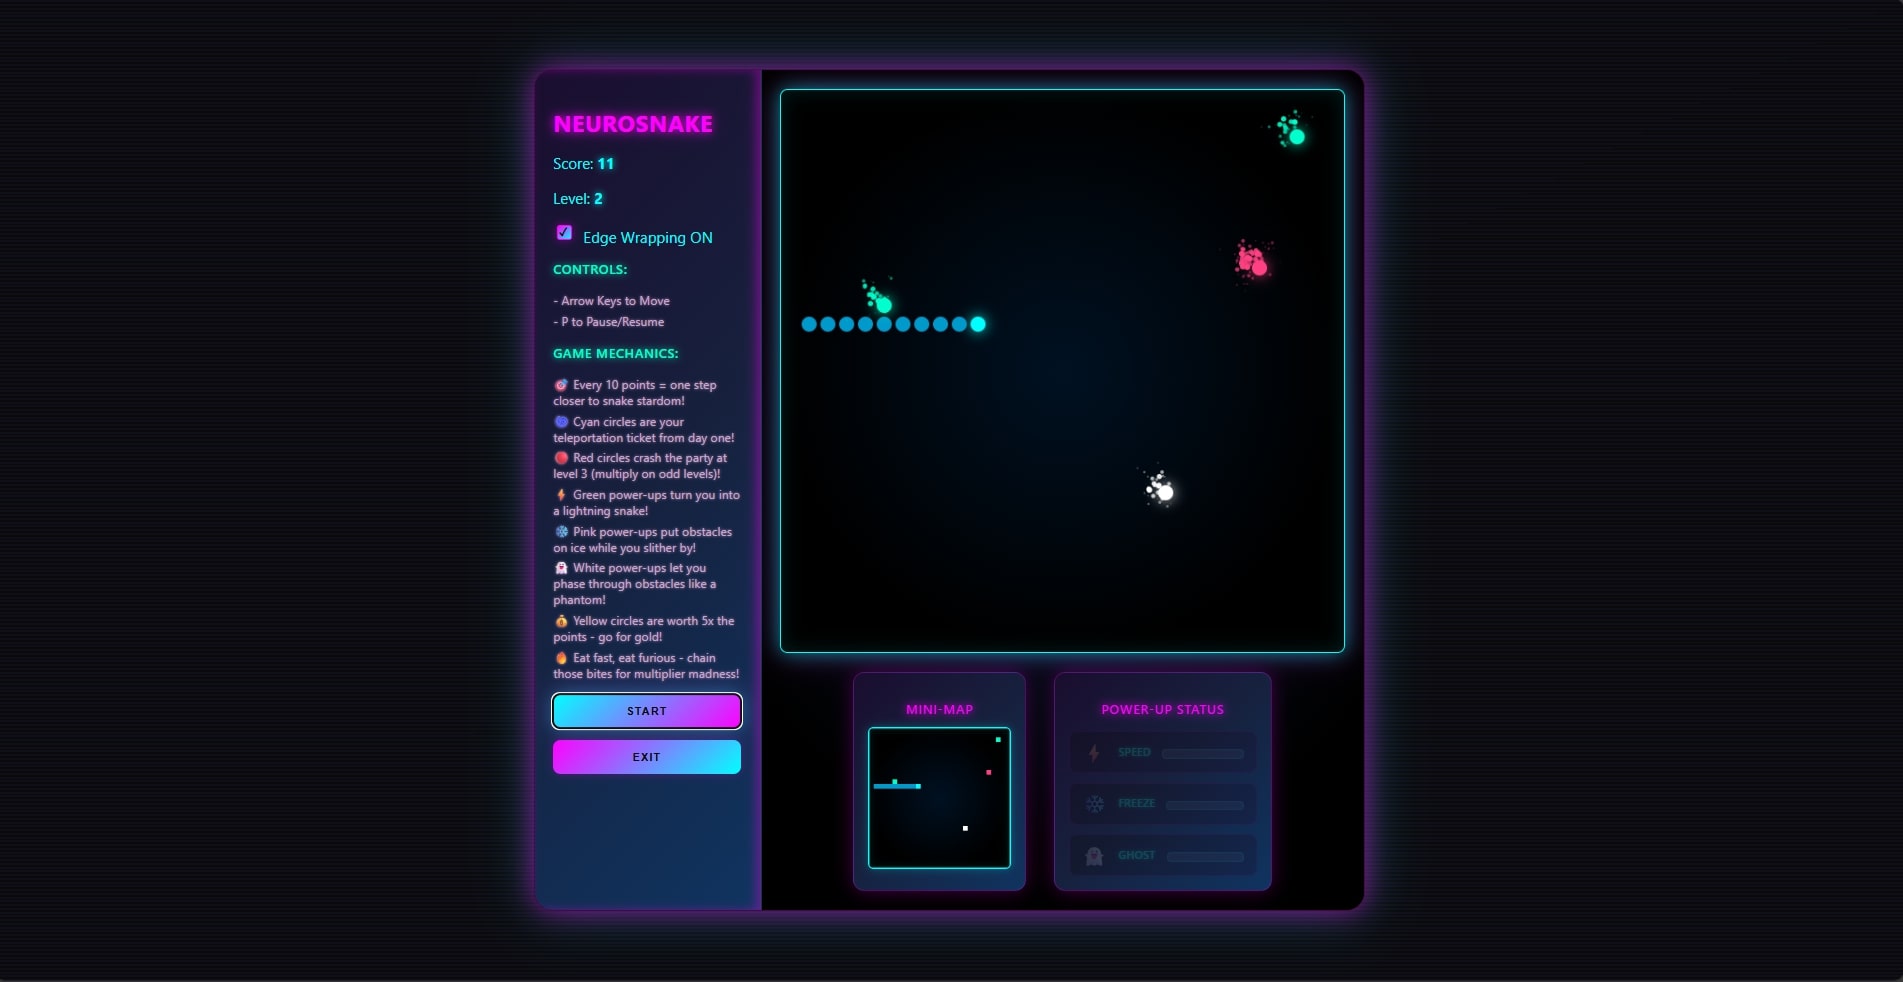 NEUROSNAKE
Score: 11
Level: 2
Edge Wrapping ON
CONTROLS:
- Arrow Keys to Move
- P to Pause/Resume
GAME MECHANICS:
🎯 Every 10 points = one step
closer to snake stardom!
🌀 Cyan circles are your
teleportation ticket from day one!
🔴 Red circles crash the party at
level 3 (multiply on odd levels)!
⚡ Green power-ups turn you into
a lightning snake!
❄️ Pink power-ups put obstacles
on ice while you slither by!
👻 White power-ups let you
phase through obstacles like a
phantom!
💰 Yellow circles are worth 5x the
points - go for gold!
🔥 Eat fast, eat furious - chain
those bites for multiplier madness!
START
EXIT
MINI-MAP
POWER-UP STATUS
⚡ SPEED
❄️ FREEZE
👻 GHOST